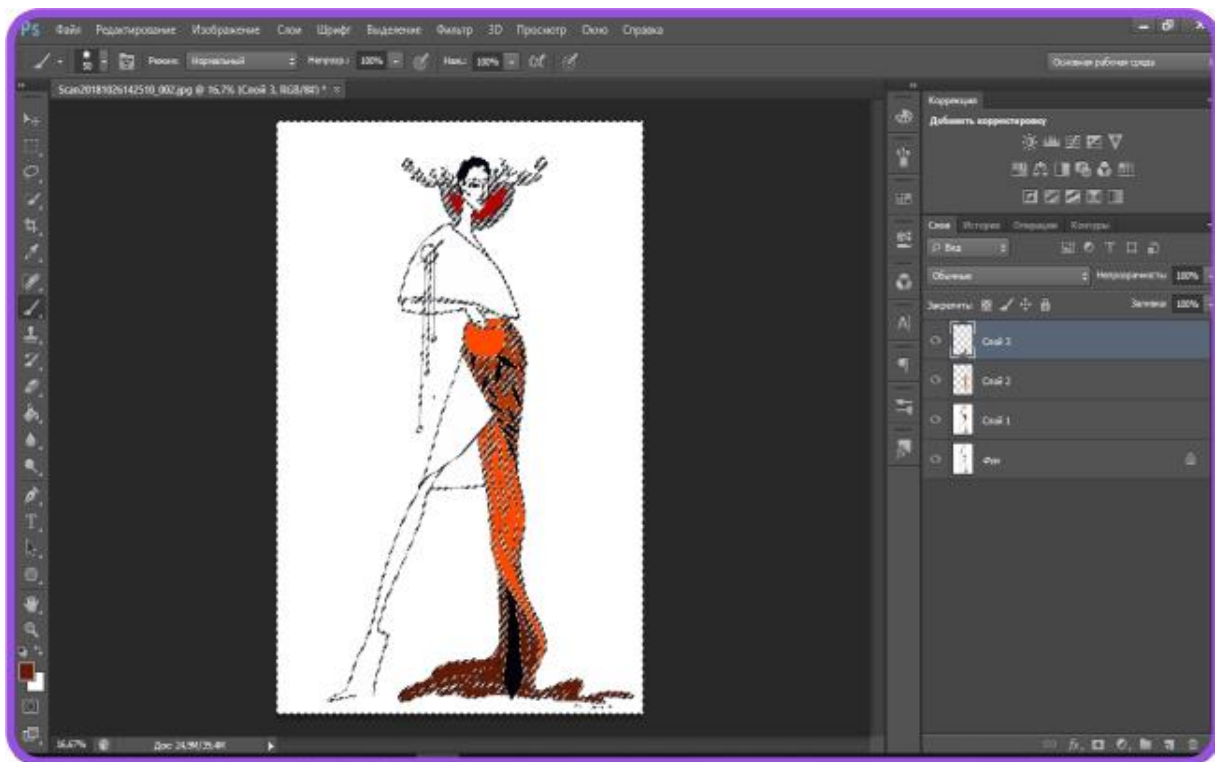 Ps Файл Редактирование Изображение Слои Шрифт Выделение Фильтр 3D Просмотр Окно Справка
50 Режим: Нормальный Непрозр.: 100% Наж.: 100% Основная рабочая среда
Scan20181026142510_002.jpg @ 16,7% (Слой 3, RGB/8#) *
Коррекция
Добавить корректировку
Слои История Операции Контуры
Вид
Обычные Непрозрачность: 100%
Закрепить: Заливка: 100%
Слой 3
Слой 2
Слой 1
Фон
16,67% Док: 24,9M/35,4M